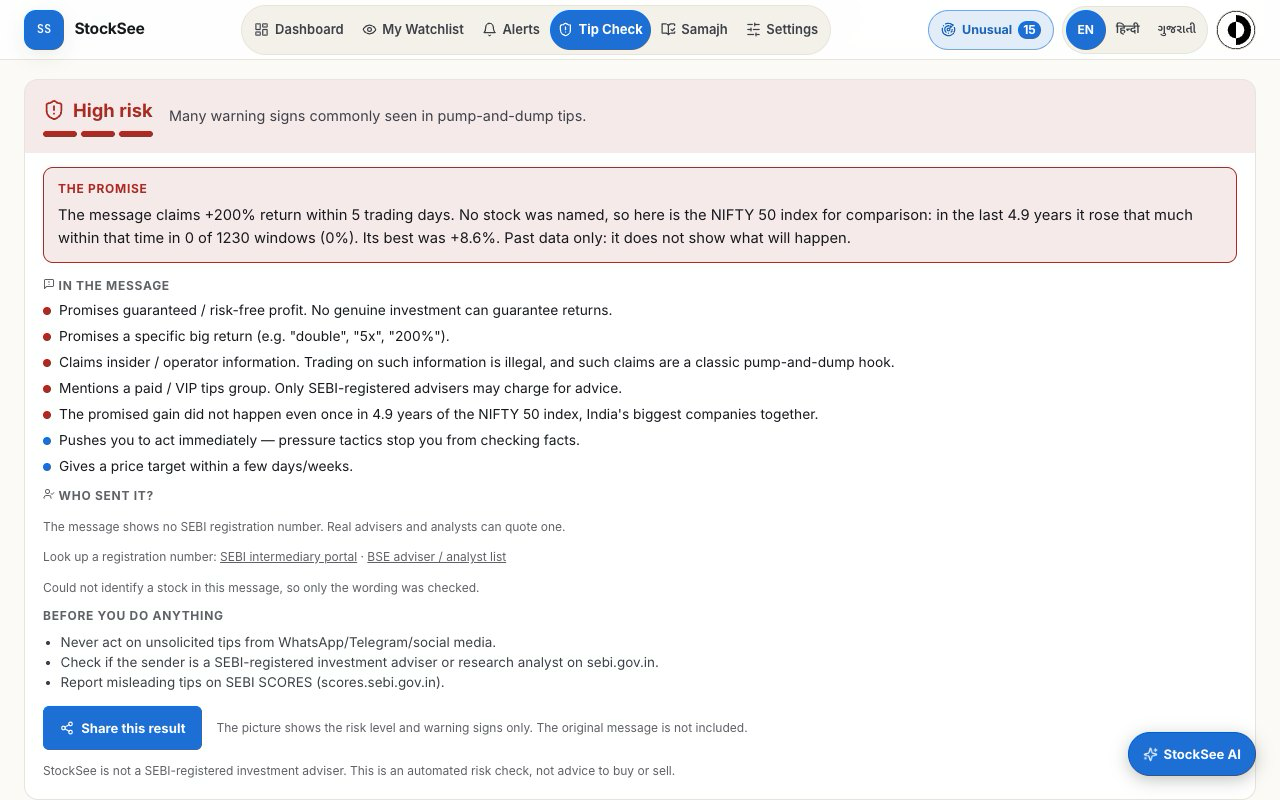 SS
StockSee
Dashboard
My Watchlist
Alerts
Tip Check
Samajh
Settings
Unusual 15
EN
हिन्दी
ગુજરાતી
High risk
Many warning signs commonly seen in pump-and-dump tips.
THE PROMISE
The message claims +200% return within 5 trading days. No stock was named, so here is the NIFTY 50 index for comparison: in the last 4.9 years it rose that much
within that time in 0 of 1230 windows (0%). Its best was +8.6%. Past data only: it does not show what will happen.
IN THE MESSAGE
Promises guaranteed / risk-free profit. No genuine investment can guarantee returns.
Promises a specific big return (e.g. "double", "5x", "200%").
Claims insider / operator information. Trading on such information is illegal, and such claims are a classic pump-and-dump hook.
Mentions a paid / VIP tips group. Only SEBI-registered advisers may charge for advice.
The promised gain did not happen even once in 4.9 years of the NIFTY 50 index, India's biggest companies together.
Pushes you to act immediately — pressure tactics stop you from checking facts.
Gives a price target within a few days/weeks.
WHO SENT IT?
The message shows no SEBI registration number. Real advisers and analysts can quote one.
Look up a registration number: SEBI intermediary portal · BSE adviser / analyst list
Could not identify a stock in this message, so only the wording was checked.
BEFORE YOU DO ANYTHING
• Never act on unsolicited tips from WhatsApp/Telegram/social media.
• Check if the sender is a SEBI-registered investment adviser or research analyst on sebi.gov.in.
• Report misleading tips on SEBI SCORES (scores.sebi.gov.in).
Share this result
The picture shows the risk level and warning signs only. The original message is not included.
StockSee AI
StockSee is not a SEBI-registered investment adviser. This is an automated risk check, not advice to buy or sell.